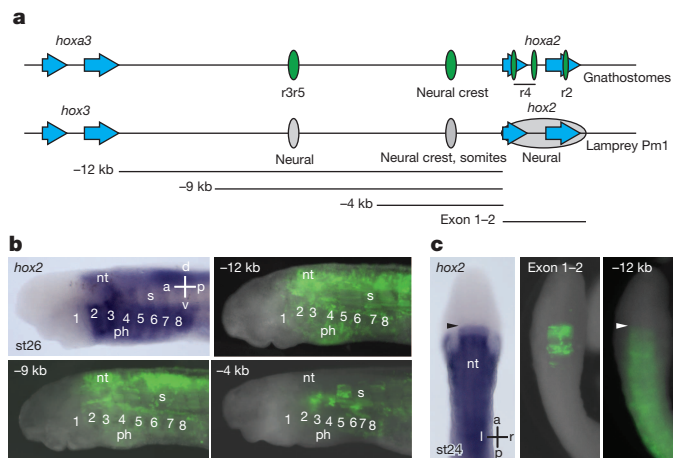 a
hoxa3 hoxa2
Gnathostomes
r3r5 Neural crest r4 r2
hox3 hox2
Lamprey Pm1
Neural Neural crest, somites Neural
–12 kb
–9 kb
–4 kb
Exon 1–2
b
hox2 nt d
a p
s v
1 2 3 4 5 6 7 8
ph
st26
–12 kb
nt
s
1 2 3 4 5 6 7 8
ph
–9 kb
nt
s
1 2 3 4 5 6 7 8
ph
–4 kb
nt
s
1 2 3 4 5 6 7 8
ph
c
hox2
nt
a
l r
p
st24
Exon 1–2
–12 kb